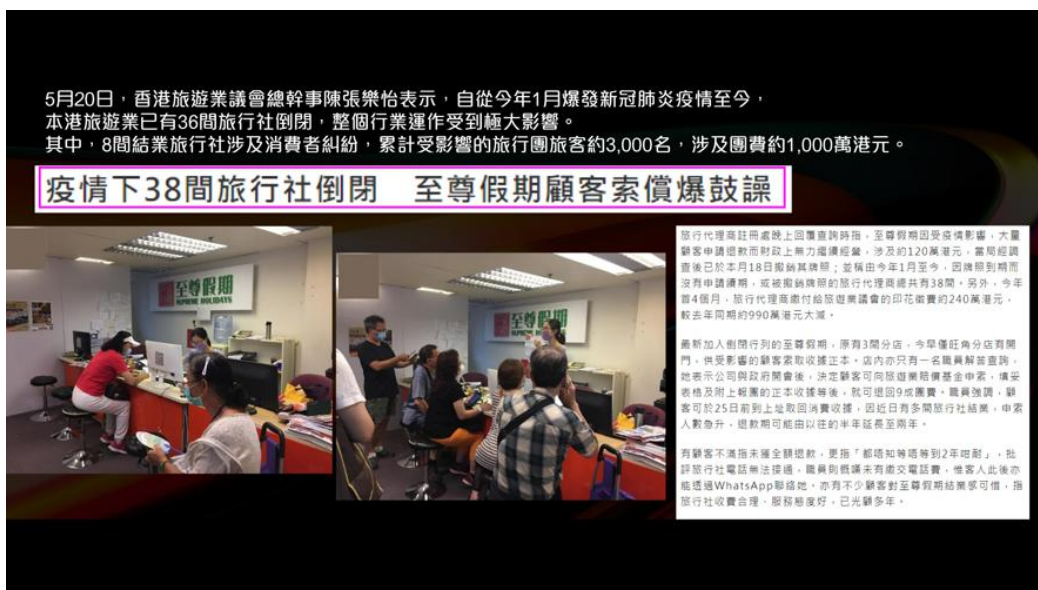 5月20日，香港旅遊業議會總幹事陳張樂怡表示，自從今年1月爆發新冠肺炎疫情至今，
本港旅遊業已有36間旅行社倒閉，整個行業運作受到極大影響。
其中，8間結業旅行社涉及消費者糾紛，累計受影響的旅行團旅客約3,000名，涉及團費約1,000萬港元。
疫情下38間旅行社倒閉　至尊假期顧客索償爆鼓譟
至尊假期
SUPREME HOLIDAYS
至尊假期
SUPREME HOLIDAYS
旅行代理商註冊處晚上回覆查詢時指，至尊假期因受疫情影響，大量
顧客申請退款而財政上無力繼續經營，涉及約120萬港元，當局經調
查後已於本月18日撤銷其牌照；並稱由今年1月至今，因牌照到期而
沒有申請續期，或被撤銷牌照的旅行代理商總共有38間。另外，今年
首4個月，旅行代理商繳付給旅遊業議會的印花徵費約240萬港元，
較去年同期約990萬港元大減。
最新加入倒閉行列的至尊假期，原有3間分店，今早僅旺角分店有開
門，供受影響的顧客索取收據正本。店內亦只有一名職員解答查詢，
她表示公司與政府開會後，決定顧客可向旅遊業賠償基金申索，填妥
表格及附上報團的正本收據等後，就可退回9成團費。職員強調，顧
客可於25日前到上址取回消費收據，因近日有多間旅行社結業，申索
人數急升，退款期可能由以往的半年延長至兩年。
有顧客不滿指未獲全額退款，更指「都唔知等唔等到2年咁耐」，批
評旅行社電話無法接通，職員則慨嘆未有繳交電話費，惟客人此後亦
能透過WhatsApp聯絡她。亦有不少顧客對至尊假期結業感可惜，指
旅行社收費合理，服務態度好，已光顧多年。